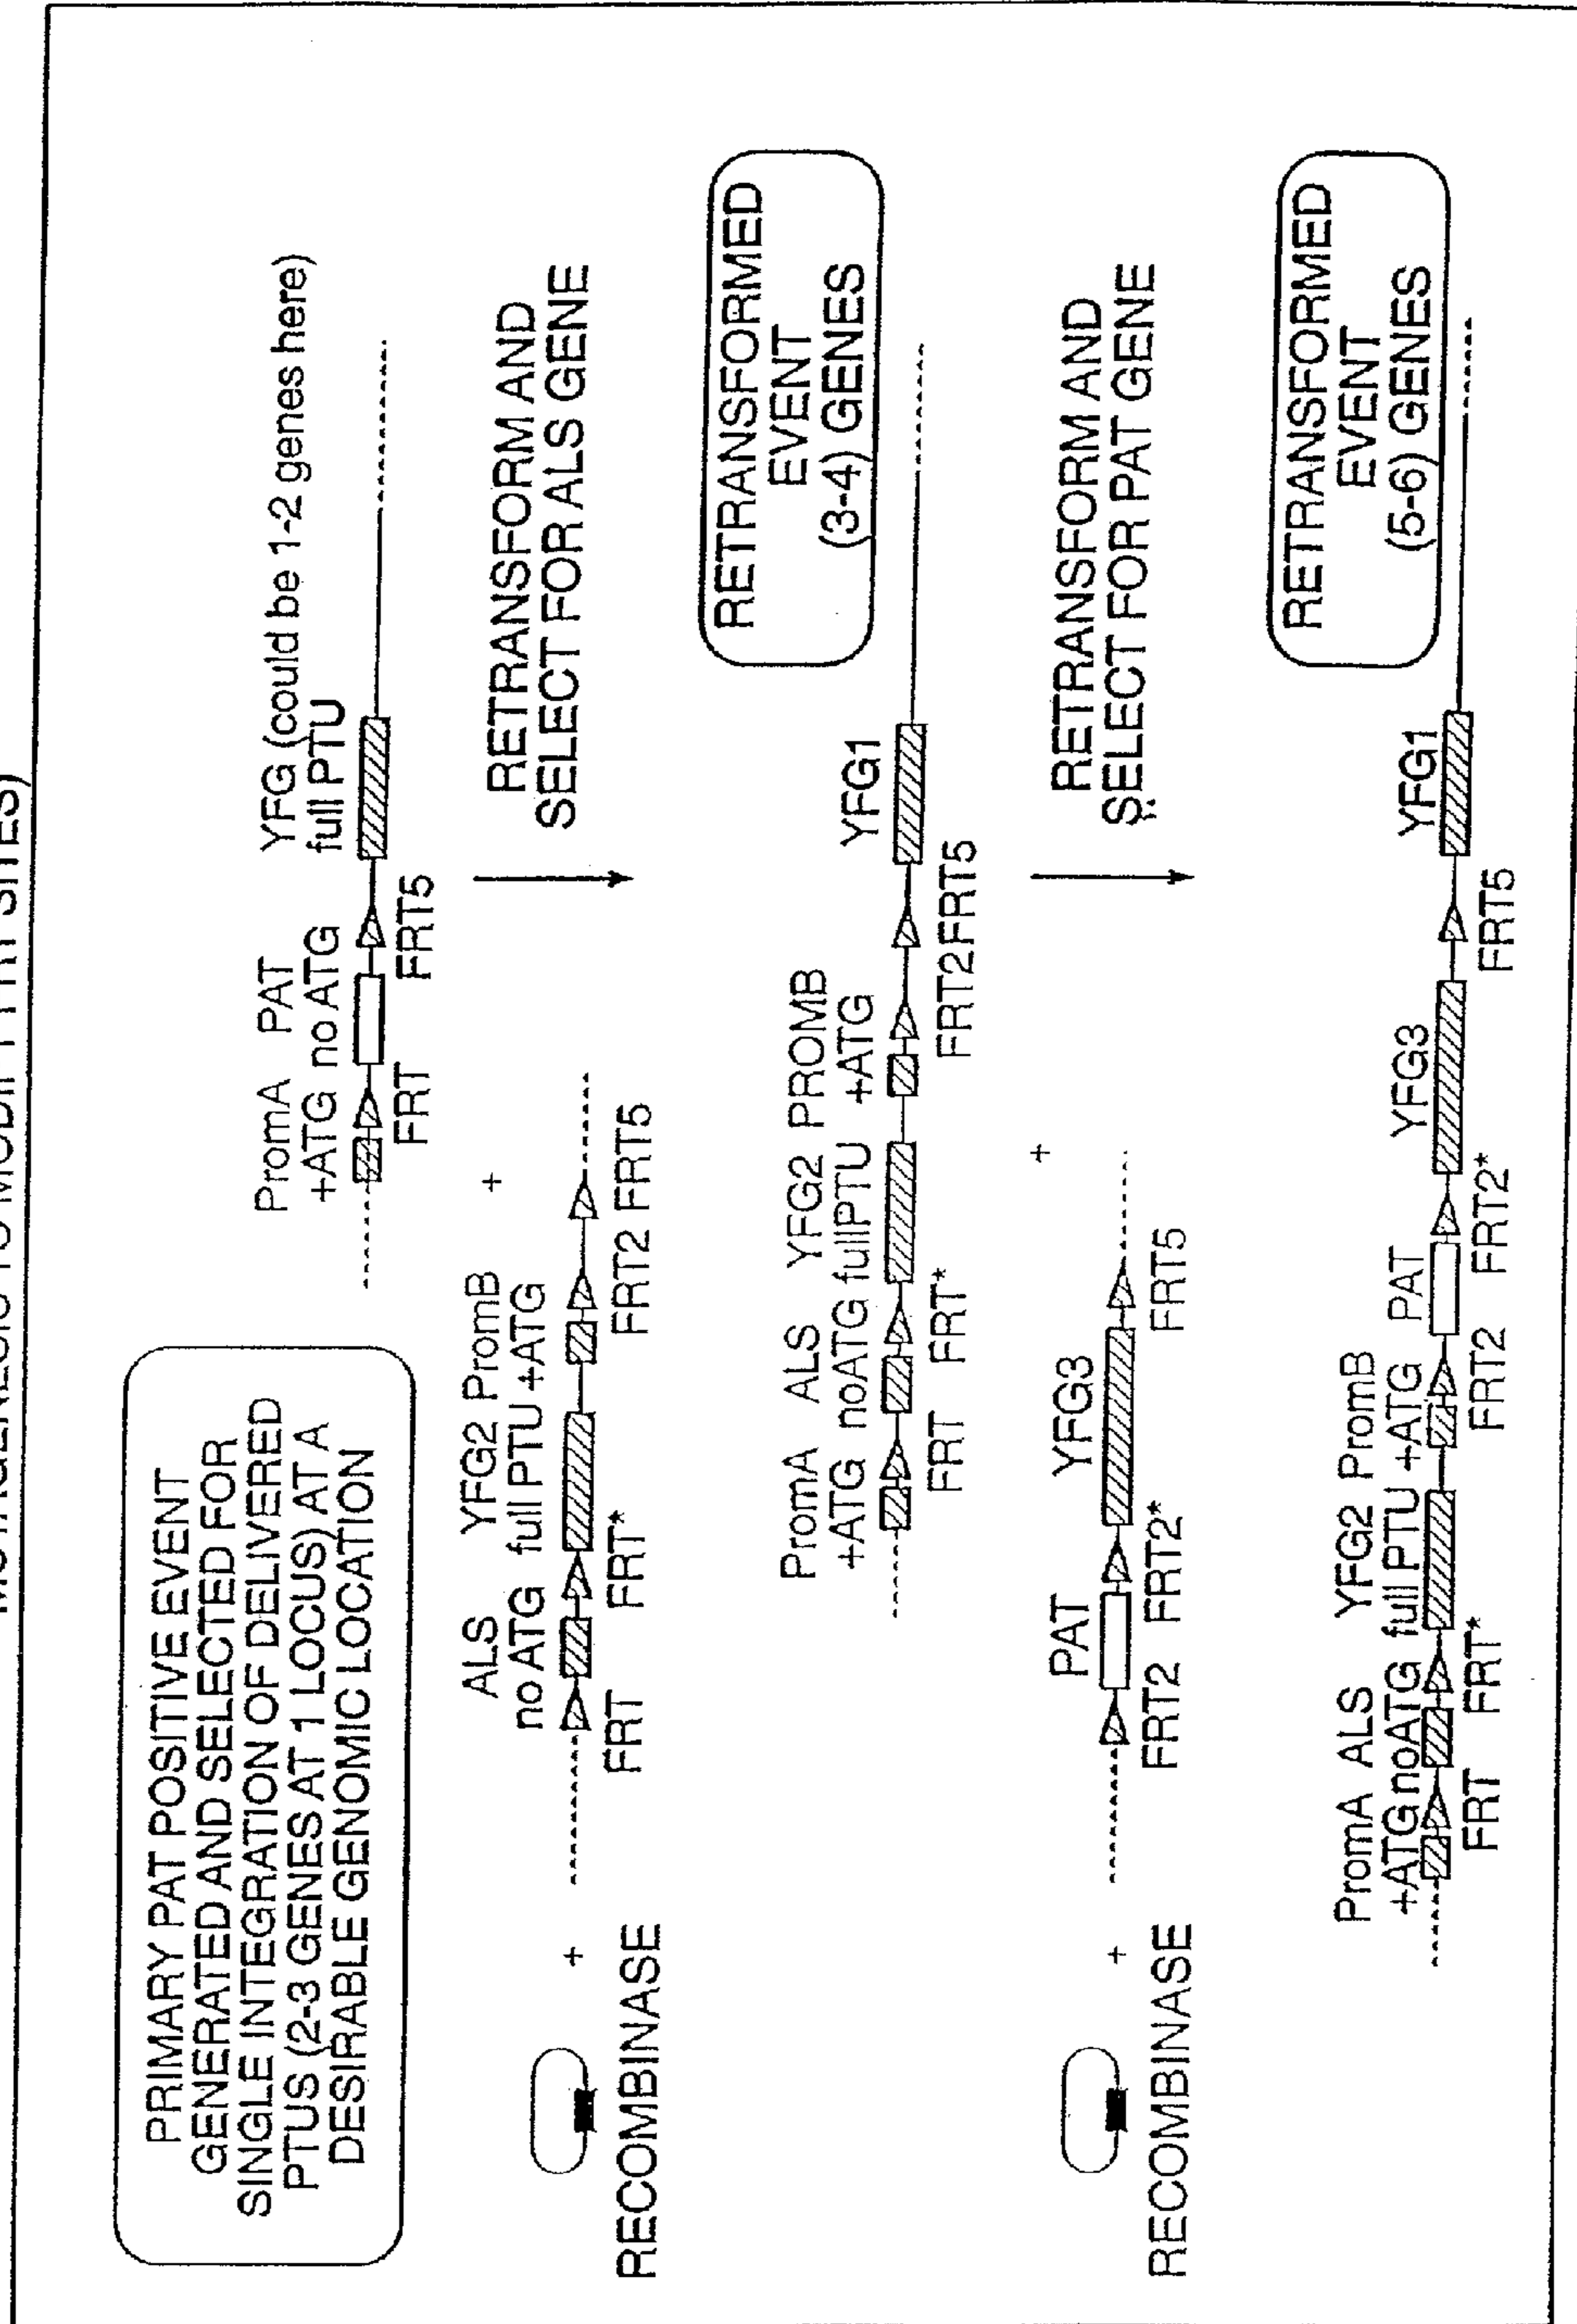 MUTAGENESIS TO MODIFY FRT SITES)
PRIMARY PAT POSITIVE EVENT
GENERATED AND SELECTED FOR
SINGLE INTEGRATION OF DELIVERED
PTUS (2-3 GENES AT 1 LOCUS) AT A
DESIRABLE GENOMIC LOCATION
PromA PAT
+ATG no ATG
YFG (could be 1-2 genes here)
full PTU
FRT FRT5
RECOMBINASE
+
ALS YFG2 PromB
no ATG full PTU +ATG
FRT FRT* FRT2 FRT5
+
RETRANSFORM AND
SELECT FOR ALS GENE
PromA ALS YFG2 PROMB
+ATG noATG fullPTU +ATG
YFG1
FRT FRT* FRT2FRT5
RETRANSFORMED
EVENT
(3-4) GENES
RECOMBINASE
+
PAT YFG3
FRT2 FRT2* FRT5
+
RETRANSFORM AND
SELECT FOR PAT GENE
PromA ALS YFG2 PromB
+ATG noATG full PTU +ATG PAT
YFG3
YFG1
FRT FRT* FRT2 FRT2* FRT5
RETRANSFORMED
EVENT
(5-6) GENES